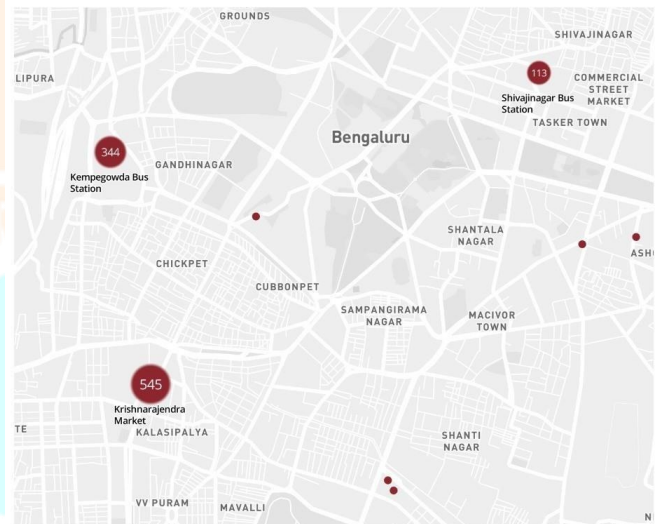 GROUNDS
SHIVAJINAGAR
LIPURA
113
COMMERCIAL
STREET
MARKET
Shivajinagar Bus
Station
TASKER TOWN
Bengaluru
344
GANDHINAGAR
Kempegowda Bus
Station
SHANTALA
NAGAR
ASH
CHICKPET
CUBBONPET
SAMPANGIRAMA
NAGAR
MACIVOR
TOWN
545
Krishnarajendra
Market
TE
KALASIPALYA
SHANTI
NAGAR
VV PURAM
MAVALLI
N